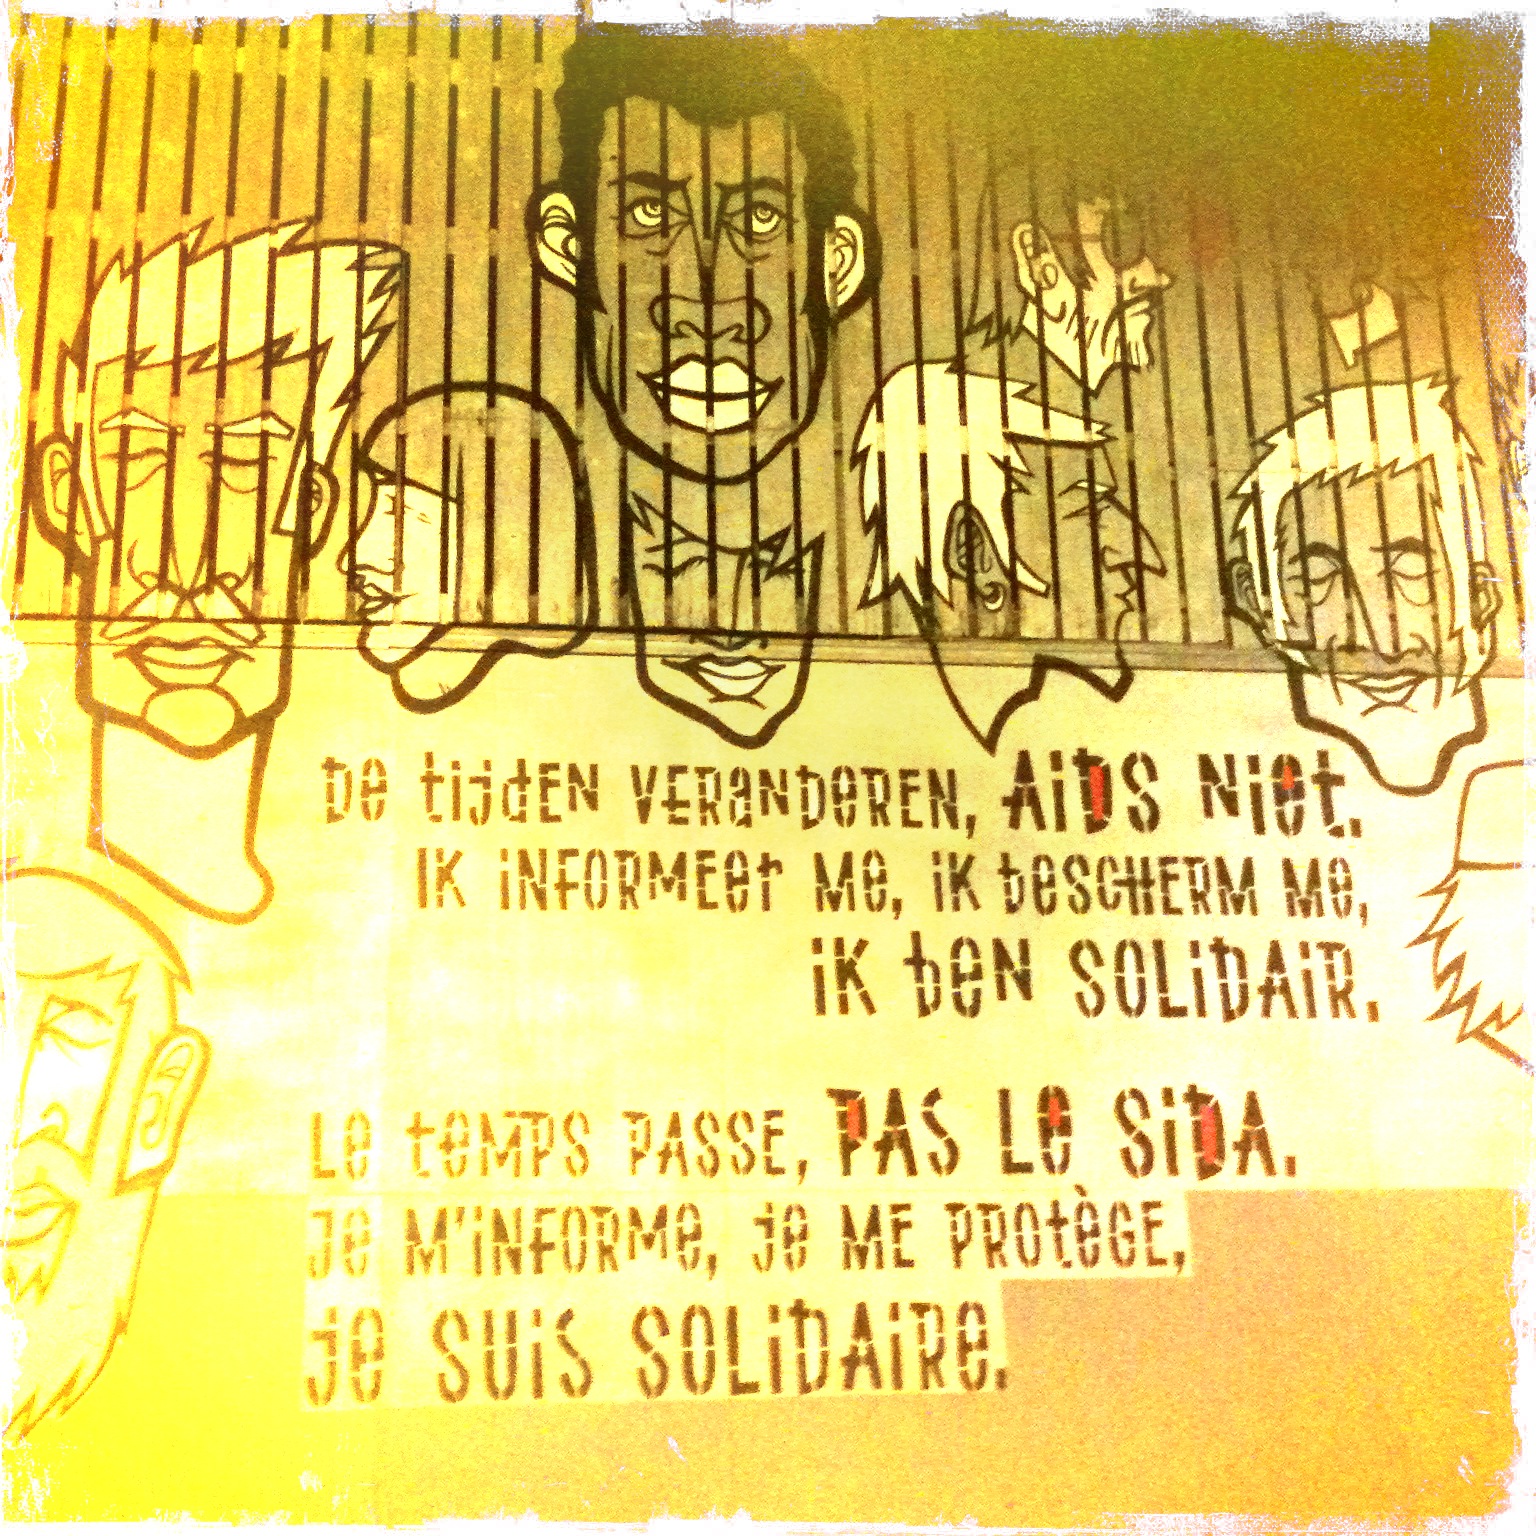 De tijden veranderen, AiDS Niet.
iK iNFORMEer Me, iK beSCHERM Me,
iK beN SOLiDAiR.
Le teMPS PASSE, PAS Le SiDA.
Je M'iNFORMe, je ME PROtèGE,
je SUiS SOLiDAiRe.